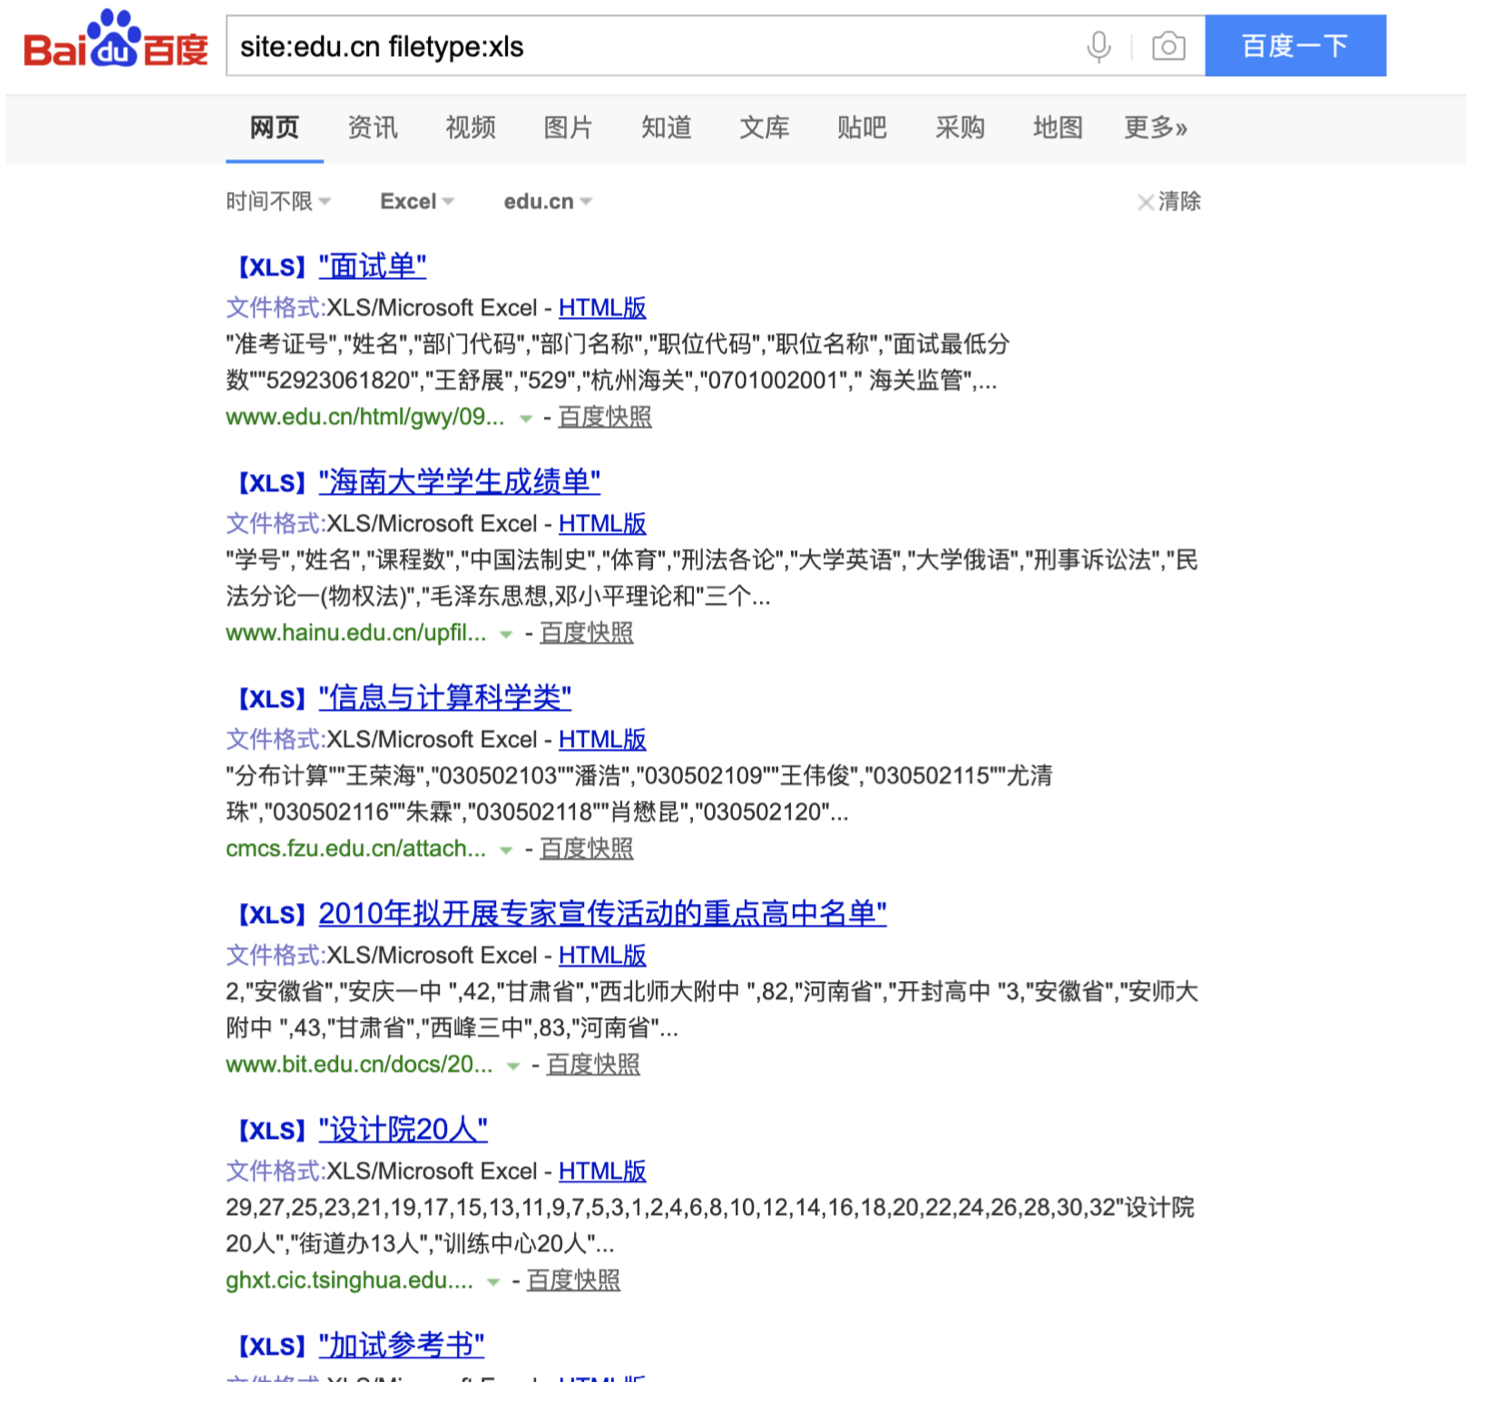 Bai du 百度 site:edu.cn filetype:xls 百度一下
网页 资讯 视频 图片 知道 文库 贴吧 采购 地图 更多»
时间不限 Excel edu.cn ×清除
【XLS】"面试单"
文件格式:XLS/Microsoft Excel - HTML版
"准考证号","姓名","部门代码","部门名称","职位代码","职位名称","面试最低分
数""52923061820","王舒展","529","杭州海关","0701002001"," 海关监管",...
www.edu.cn/html/gwy/09... - 百度快照
【XLS】"海南大学学生成绩单"
文件格式:XLS/Microsoft Excel - HTML版
"学号","姓名","课程数","中国法制史","体育","刑法各论","大学英语","大学俄语","刑事诉讼法","民
法分论一(物权法)","毛泽东思想,邓小平理论和"三个...
www.hainu.edu.cn/upfil... - 百度快照
【XLS】"信息与计算科学类"
文件格式:XLS/Microsoft Excel - HTML版
"分布计算""王荣海","030502103""潘浩","030502109""王伟俊","030502115""尤清
珠","030502116""朱霖","030502118""肖懋昆","030502120"...
cmcs.fzu.edu.cn/attach... - 百度快照
【XLS】2010年拟开展专家宣传活动的重点高中名单"
文件格式:XLS/Microsoft Excel - HTML版
2,"安徽省","安庆一中 ",42,"甘肃省","西北师大附中 ",82,"河南省","开封高中 "3,"安徽省","安师大
附中 ",43,"甘肃省","西峰三中",83,"河南省"...
www.bit.edu.cn/docs/20... - 百度快照
【XLS】"设计院20人"
文件格式:XLS/Microsoft Excel - HTML版
29,27,25,23,21,19,17,15,13,11,9,7,5,3,1,2,4,6,8,10,12,14,16,18,20,22,24,26,28,30,32"设计院
20人","街道办13人","训练中心20人"...
ghxt.cic.tsinghua.edu.... - 百度快照
【XLS】"加试参考书"